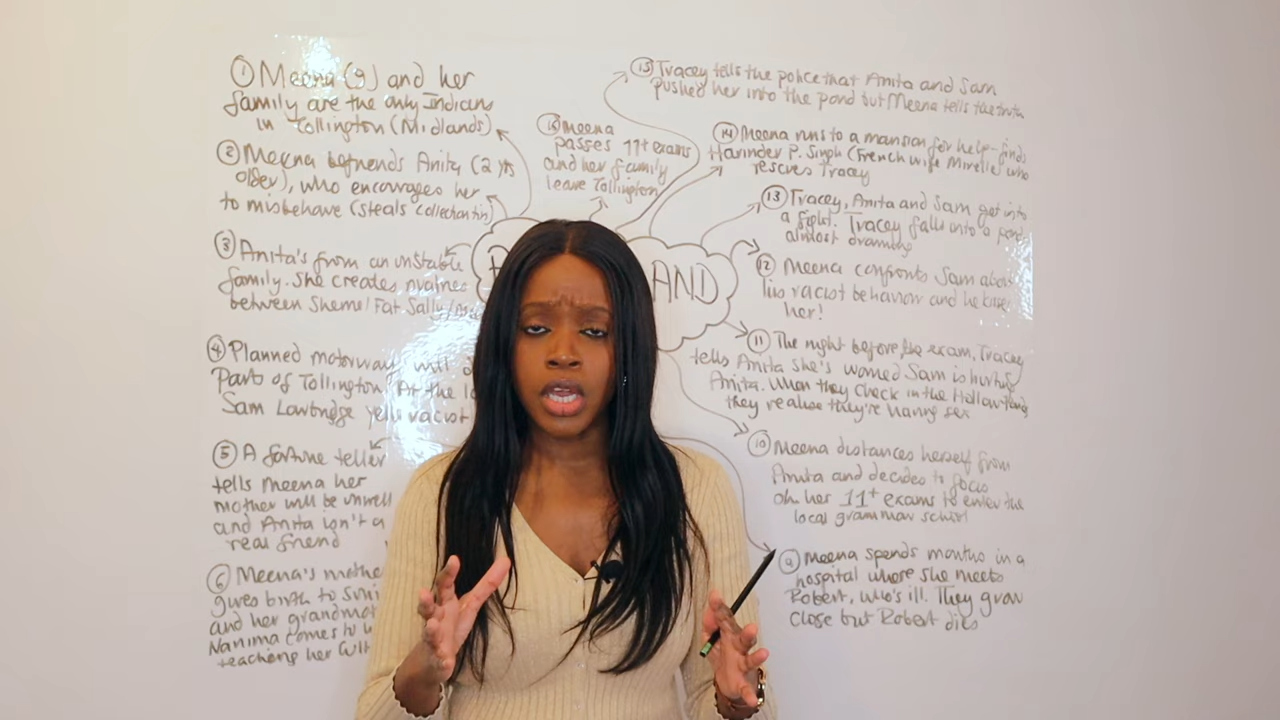 ① Meena (9) and her
family are the only Indians
in Tollington (Midlands)
② Meena befriends Anita (2
older), who encourages her
to misbehave (steals collection tin)
③ Anita's from an unstable
family. She creates
between Sherrie/Fat Sally/
④ Planned motorway will
Parts of Tollington. At the
Sam Lowbridge yells racist
⑤ A fortune teller
tells Meena her
mother will be unwell
and Anita isn't a
real friend
⑥ Meena's mothe
gives birth to
and her grandmot
Nanima comes to
teaching her
AND
⑯ Meena
passes 11+ exams
and her family
leave Tollington
⑮ Tracey tells the police that Anita and Sam
pushed her into the pond but Meena tells the truth
⑭ Meena runs to a mansion for help - finds
Harinder P. Singh (French wife Mirelle) who
rescues Tracey
⑬ Tracey, Anita and Sam get into
a fight. Tracey falls into a pond
almost drowning
⑫ Meena confronts Sam about
his racist behaviour and he kisses
her!
⑪ The night before the exam, Tracey
tells Anita she's worried Sam is hurting
Anita. When they check in the Hollow Ponds
they realise they're having sex
⑩ Meena distances herself from
Anita and decides to focus
on her 11+ exams to enter the
local grammar school
⑨ Meena spends months in a
hospital where she meets
Robert, who's ill. They grow
close but Robert dies